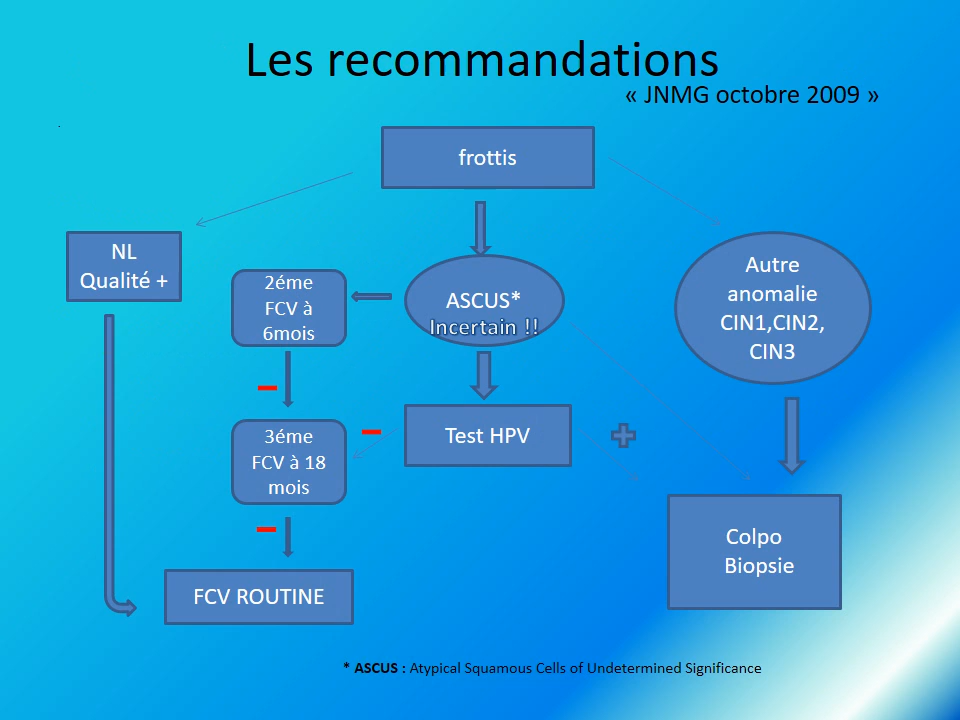 Les recommandations
« JNMG octobre 2009 »
.
frottis
NL
Qualité +
2éme
FCV à
6mois
ASCUS*
Incertain !!
Autre
anomalie
CIN1,CIN2,
CIN3
–
3éme
FCV à 18
mois
–
Test HPV
–
FCV ROUTINE
Colpo
Biopsie
* ASCUS : Atypical Squamous Cells of Undetermined Significance